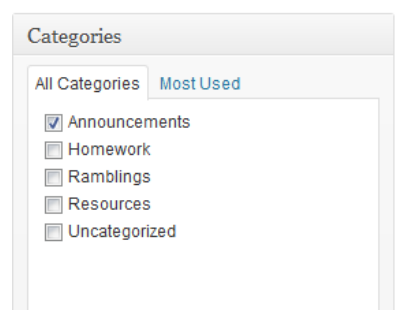 Categories
All Categories Most Used
Announcements
Homework
Ramblings
Resources
Uncategorized